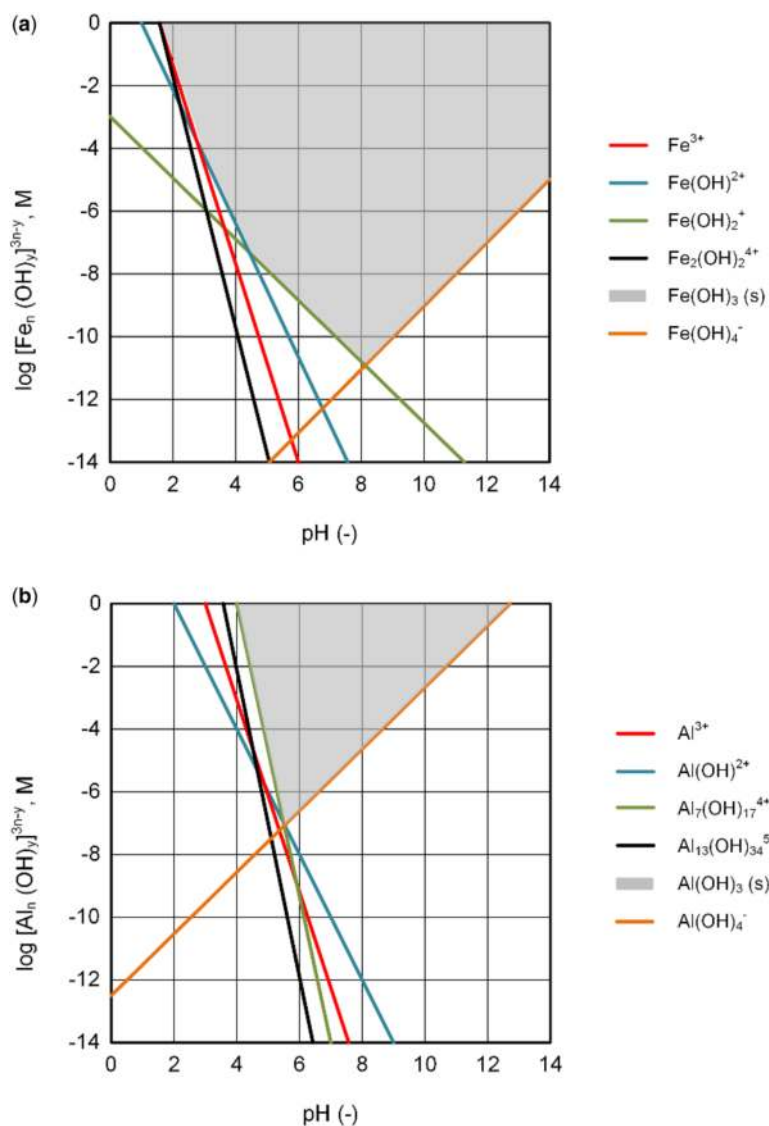 (a)
0
-2
-4
-6
-8
-10
-12
-14
log [Feₙ (OH)ᵧ]³ⁿ⁻ʸ, M
0 2 4 6 8 10 12 14
pH (-)
Fe³⁺
Fe(OH)²⁺
Fe(OH)₂⁺
Fe₂(OH)₂⁴⁺
Fe(OH)₃ (s)
Fe(OH)₄⁻
(b)
0
-2
-4
-6
-8
-10
-12
-14
log [Alₙ (OH)ᵧ]³ⁿ⁻ʸ, M
0 2 4 6 8 10 12 14
pH (-)
Al³⁺
Al(OH)²⁺
Al₇(OH)₁₇⁴⁺
Al₁₃(OH)₃₄⁵
Al(OH)₃ (s)
Al(OH)₄⁻